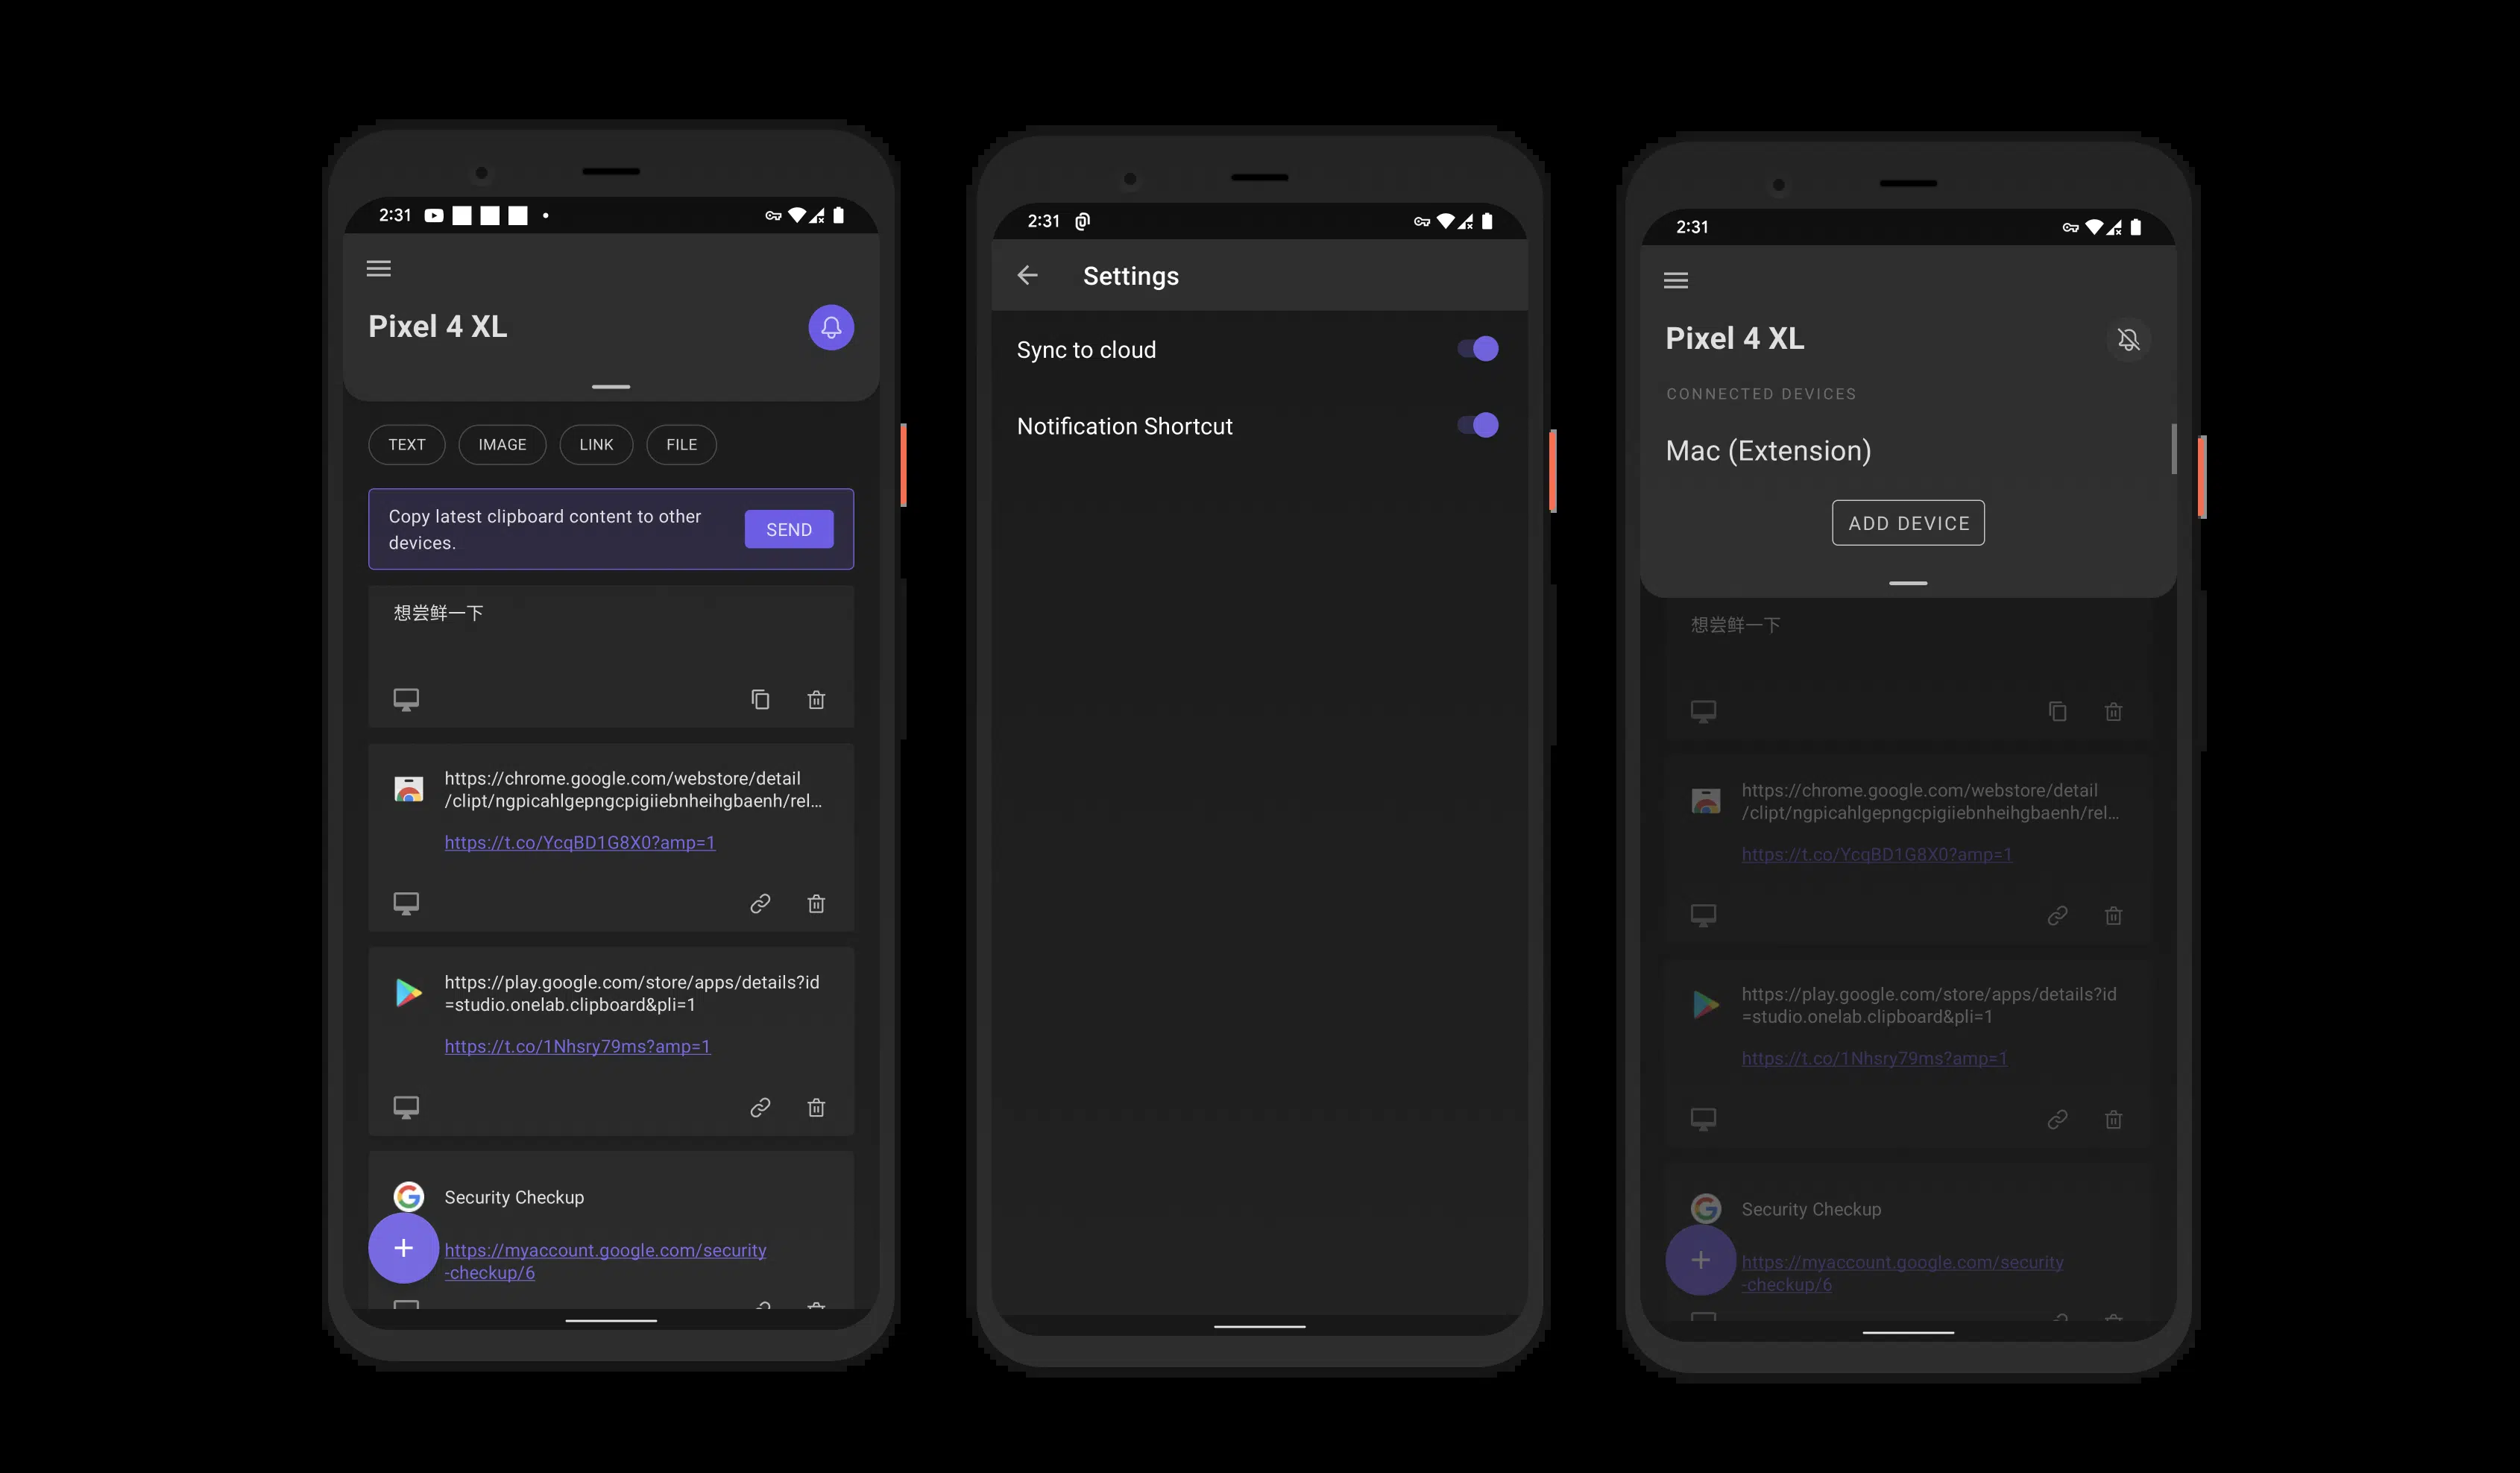 2:31
Pixel 4 XL
TEXT
IMAGE
LINK
FILE
Copy latest clipboard content to other
devices.
SEND
想尝鲜一下
https://chrome.google.com/webstore/detail
/clipt/ngpicahlgepngcpigiiebnheihgbaenh/rel...
https://t.co/YcqBD1G8X0?amp=1
https://play.google.com/store/apps/details?id
=studio.onelab.clipboard&pli=1
https://t.co/1Nhsry79ms?amp=1
Security Checkup
https://myaccount.google.com/security
-checkup/6
2:31
Settings
Sync to cloud
Notification Shortcut
2:31
Pixel 4 XL
CONNECTED DEVICES
Mac (Extension)
ADD DEVICE
想尝鲜一下
https://chrome.google.com/webstore/detail
/clipt/ngpicahlgepngcpigiiebnheihgbaenh/rel...
https://t.co/YcqBD1G8X0?amp=1
https://play.google.com/store/apps/details?id
=studio.onelab.clipboard&pli=1
https://t.co/1Nhsry79ms?amp=1
Security Checkup
https://myaccount.google.com/security
-checkup/6